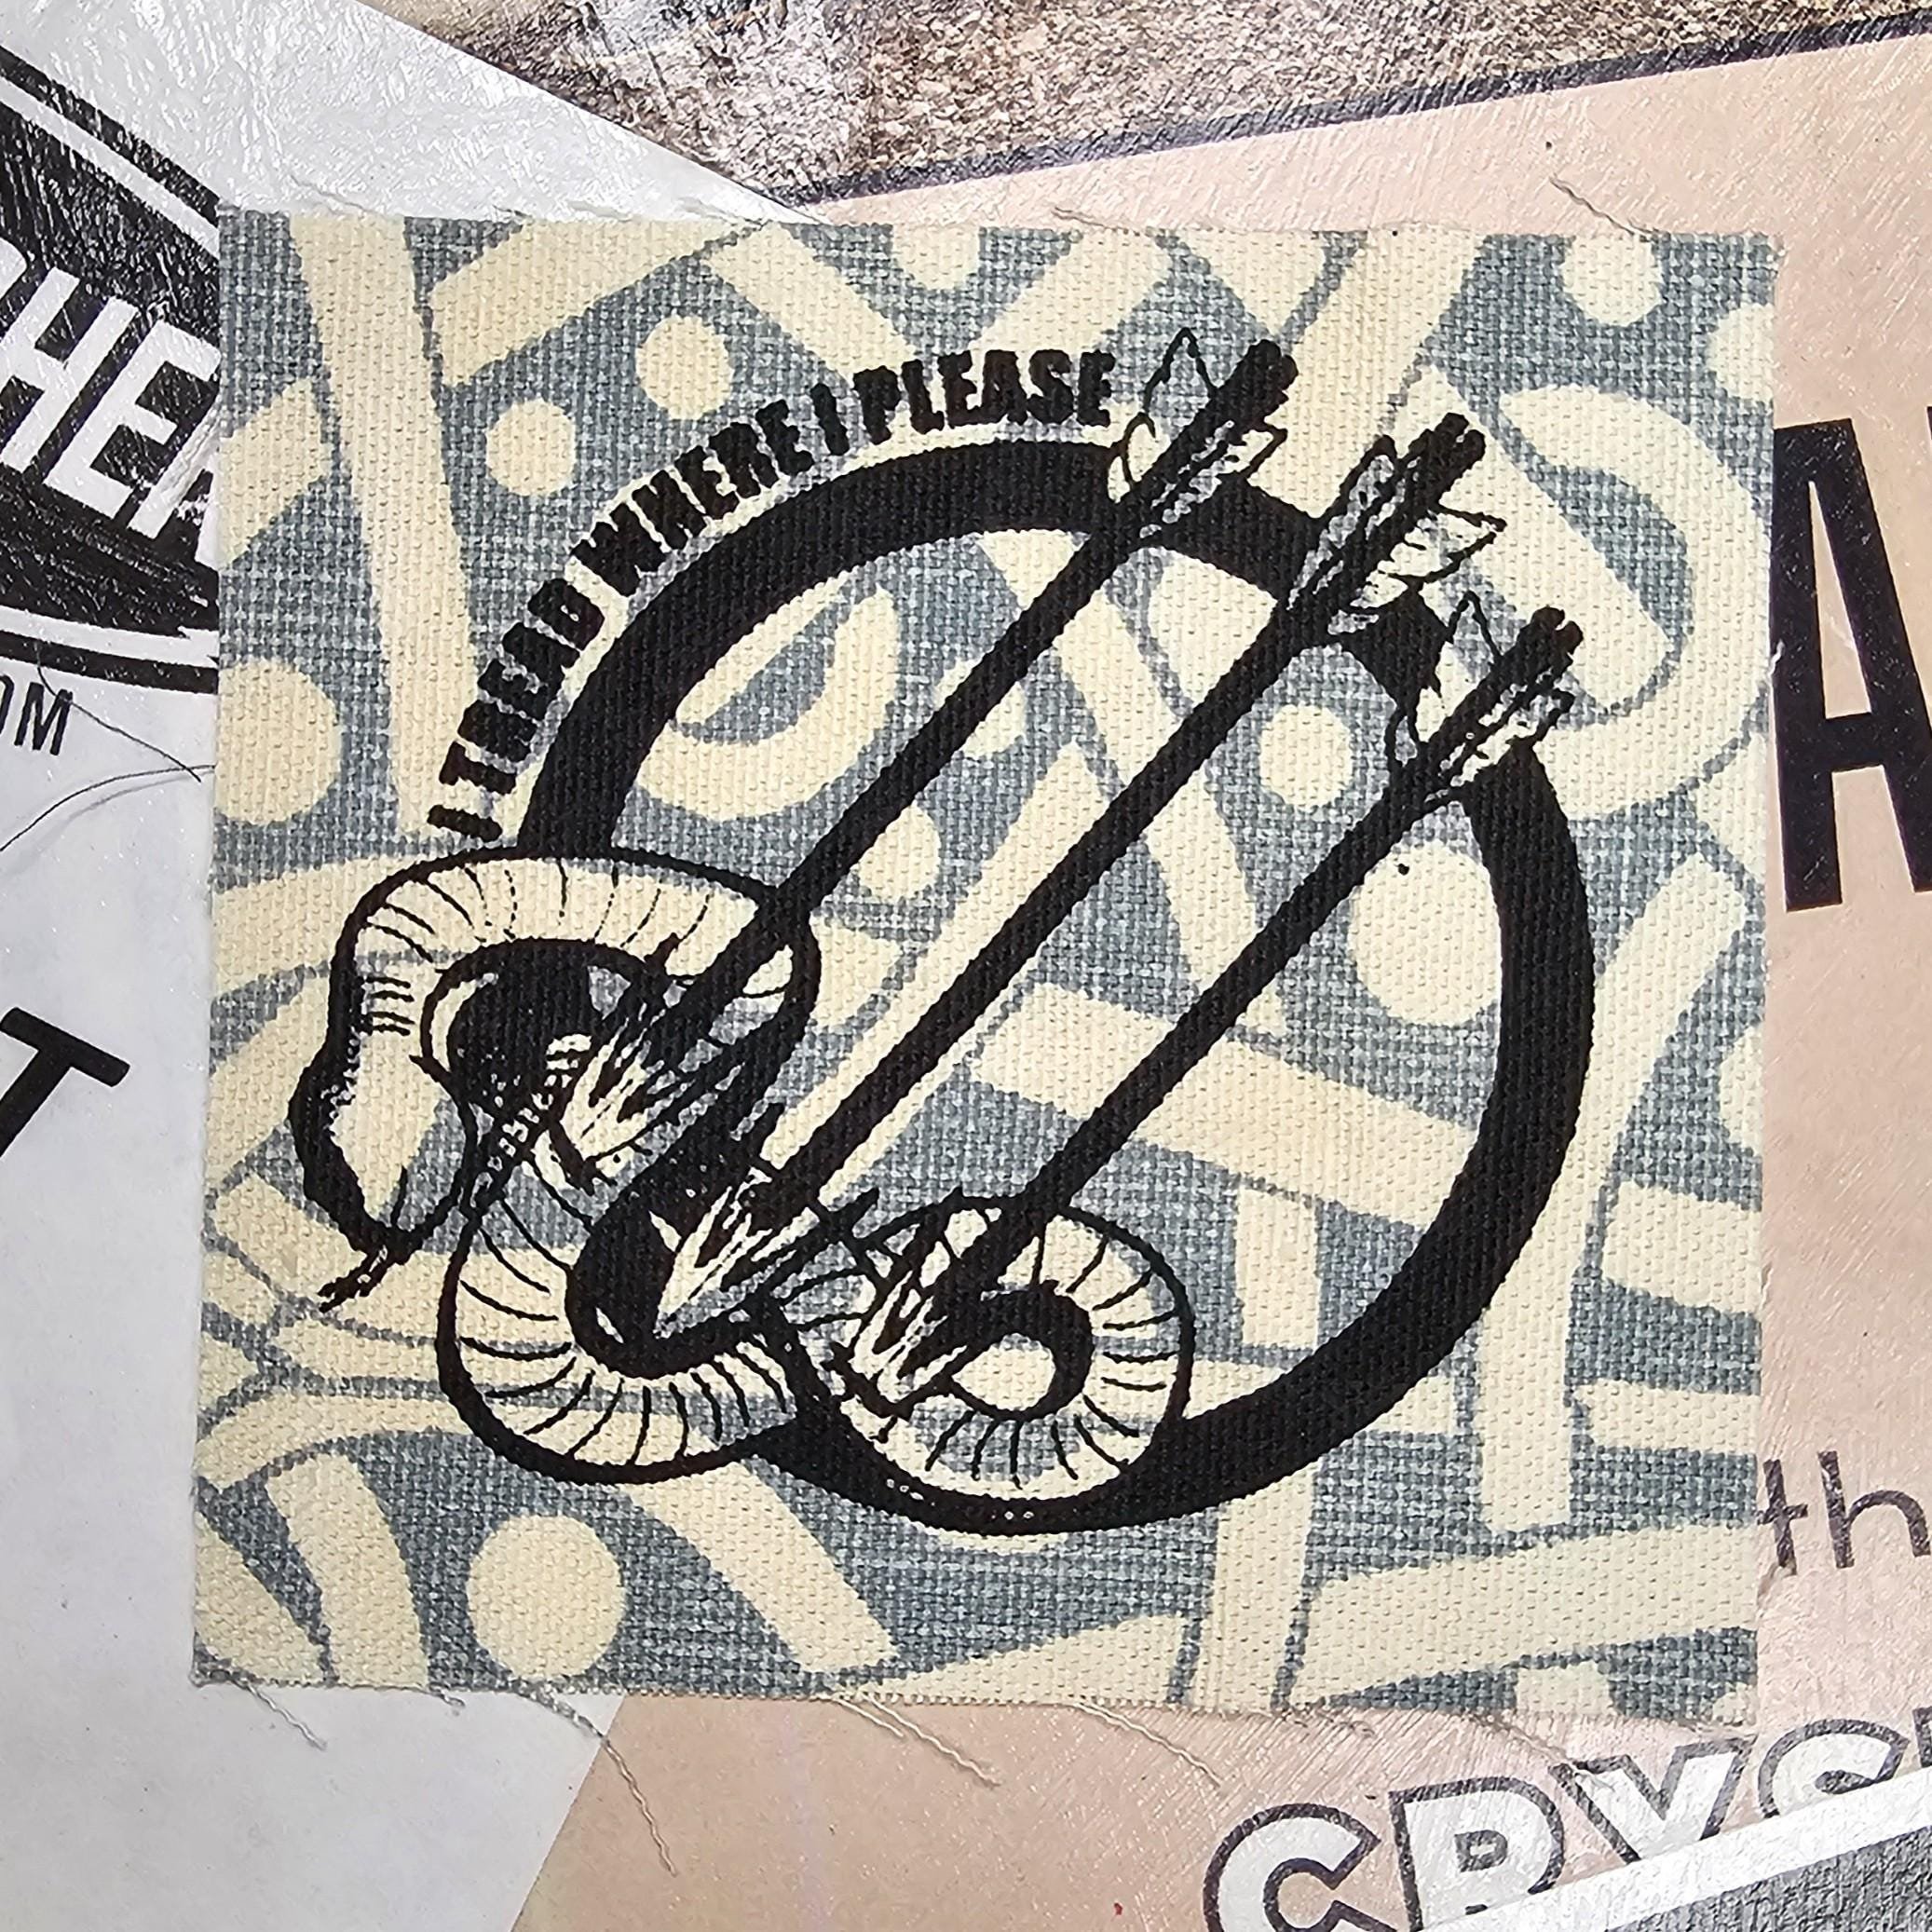 I TREAD WHERE I PLEASE
OM
T
th